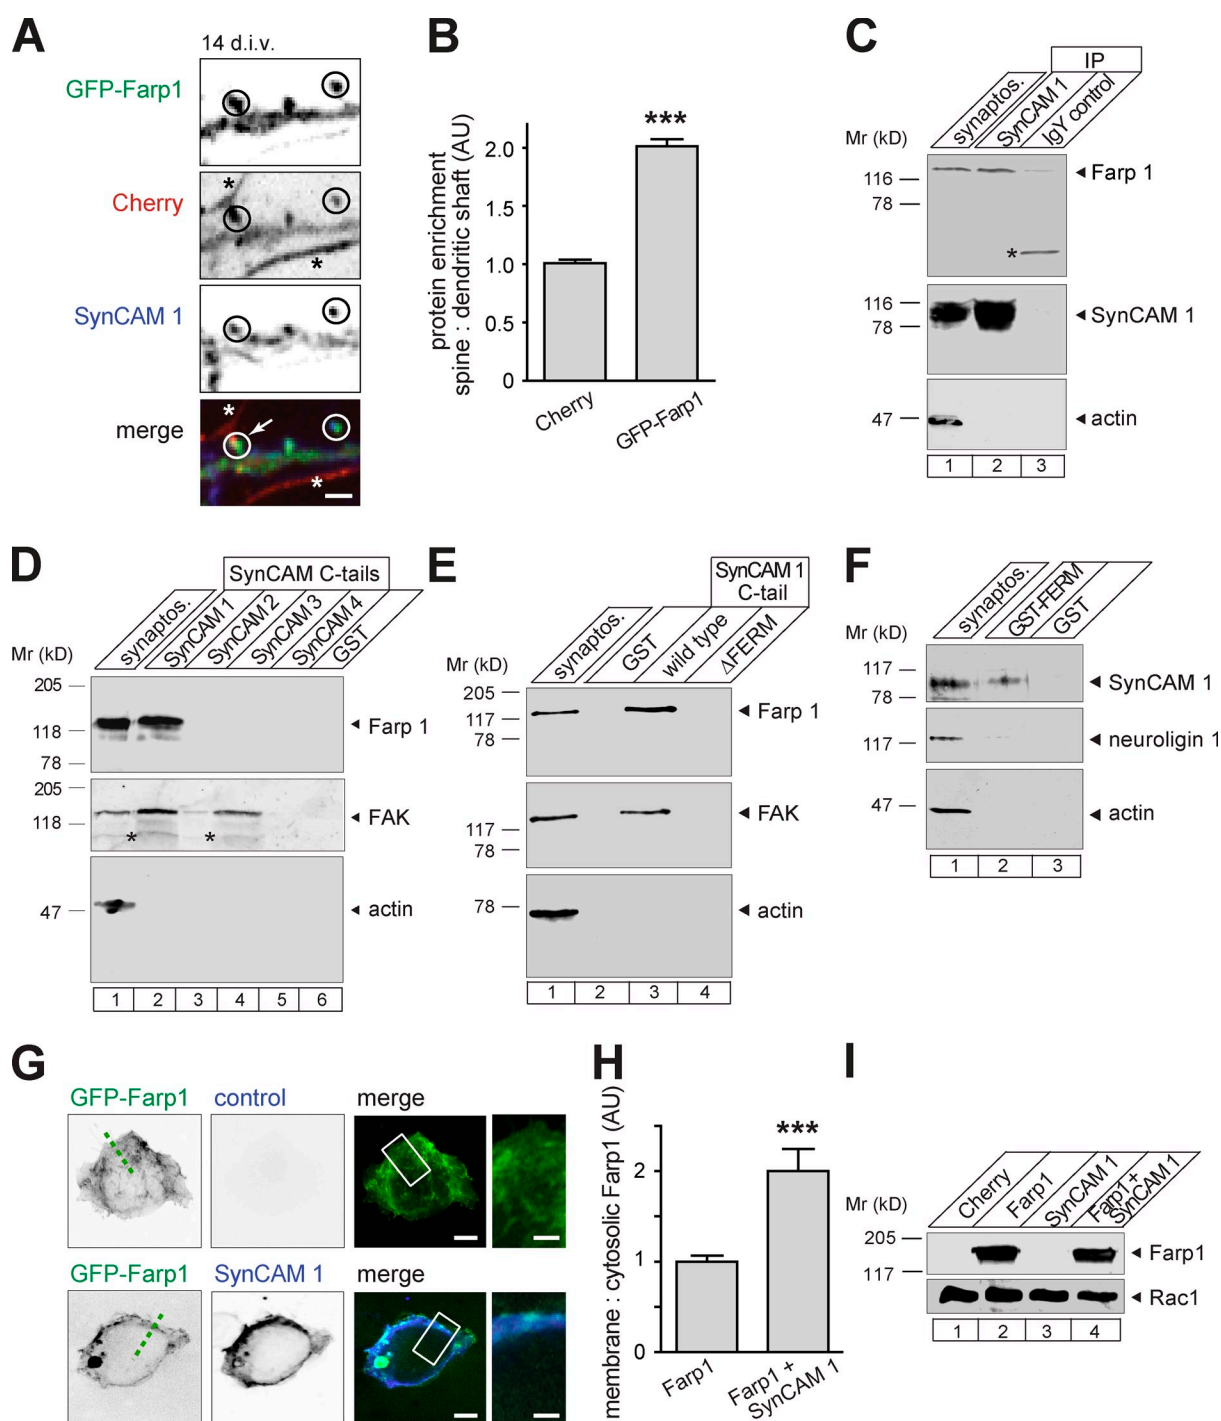 A
14 d.i.v.
GFP-Farp1
Cherry
*
*
SynCAM 1
merge
*
*
B
protein enrichment
spine : dendritic shaft (AU)
2.0
1.5
1.0
0.5
0
***
Cherry
GFP-Farp1
C
IP
synaptos.
SynCAM 1
IgY control
Mr (kD)
116
78
*
Farp 1
116
78
SynCAM 1
47
actin
1 2 3
D
SynCAM C-tails
synaptos.
SynCAM 1
SynCAM 2
SynCAM 3
SynCAM 4
GST
Mr (kD)
205
118
78
Farp 1
205
118
* *
FAK
47
actin
1 2 3 4 5 6
E
SynCAM 1
C-tail
synaptos.
GST
wild type
ΔFERM
Mr (kD)
205
117
78
Farp 1
117
78
FAK
78
actin
1 2 3 4
F
synaptos.
GST-FERM
GST
Mr (kD)
117
78
SynCAM 1
117
neuroligin 1
47
actin
1 2 3
G
GFP-Farp1 control merge
GFP-Farp1 SynCAM 1 merge
H
membrane : cytosolic Farp1 (AU)
2
1
0
***
Farp1
Farp1 +
SynCAM 1
I
Cherry
Farp1
SynCAM 1
Farp1 +
SynCAM 1
Mr (kD)
205
117
Farp1
Rac1
1 2 3 4